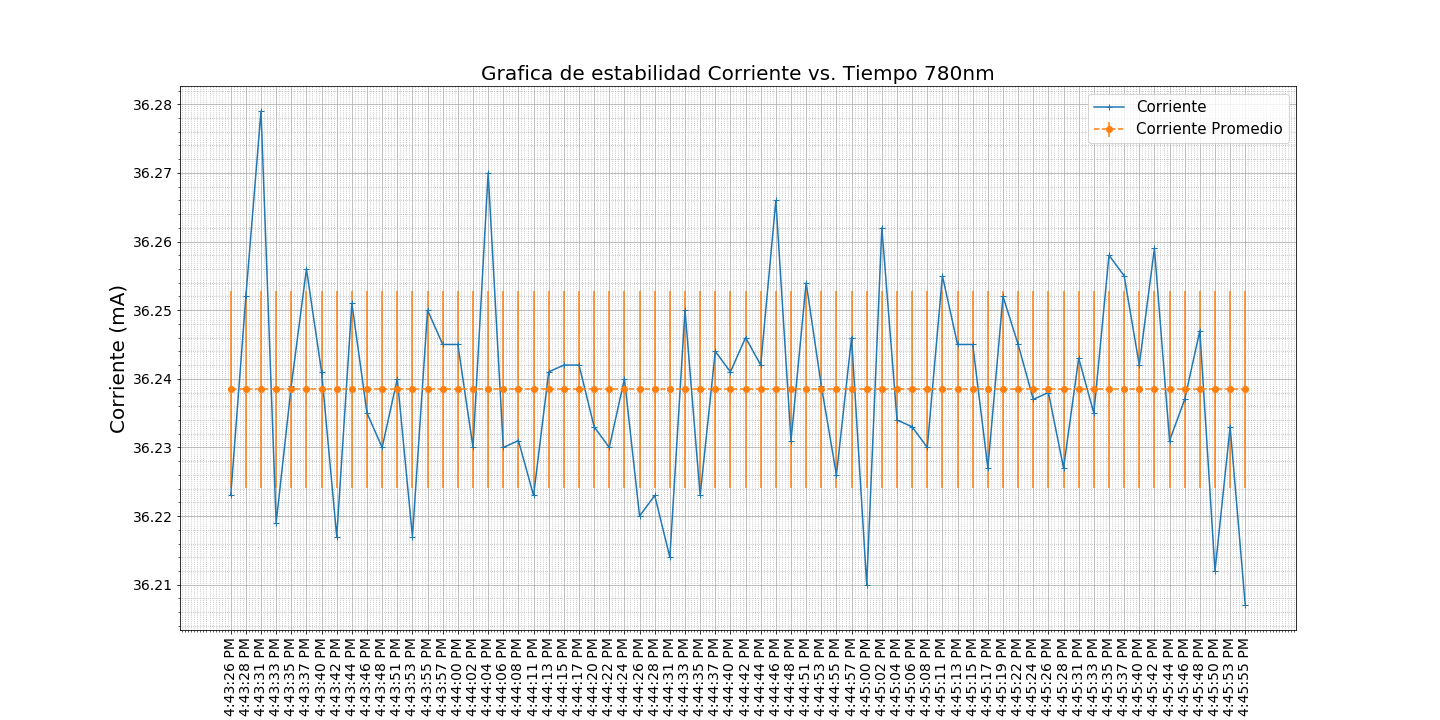 Grafica de estabilidad Corriente vs. Tiempo 780nm
Corriente
Corriente Promedio
Corriente (mA)
36.28
36.27
36.26
36.25
36.24
36.23
36.22
36.21
4:43:26 PM
4:43:28 PM
4:43:31 PM
4:43:33 PM
4:43:35 PM
4:43:37 PM
4:43:40 PM
4:43:42 PM
4:43:44 PM
4:43:46 PM
4:43:48 PM
4:43:51 PM
4:43:53 PM
4:43:55 PM
4:43:57 PM
4:44:00 PM
4:44:02 PM
4:44:04 PM
4:44:06 PM
4:44:08 PM
4:44:11 PM
4:44:13 PM
4:44:15 PM
4:44:17 PM
4:44:20 PM
4:44:22 PM
4:44:24 PM
4:44:26 PM
4:44:28 PM
4:44:31 PM
4:44:33 PM
4:44:35 PM
4:44:37 PM
4:44:40 PM
4:44:42 PM
4:44:44 PM
4:44:46 PM
4:44:48 PM
4:44:51 PM
4:44:53 PM
4:44:55 PM
4:44:57 PM
4:45:00 PM
4:45:02 PM
4:45:04 PM
4:45:06 PM
4:45:08 PM
4:45:11 PM
4:45:13 PM
4:45:15 PM
4:45:17 PM
4:45:19 PM
4:45:22 PM
4:45:24 PM
4:45:26 PM
4:45:28 PM
4:45:31 PM
4:45:33 PM
4:45:35 PM
4:45:37 PM
4:45:40 PM
4:45:42 PM
4:45:44 PM
4:45:46 PM
4:45:48 PM
4:45:50 PM
4:45:53 PM
4:45:55 PM